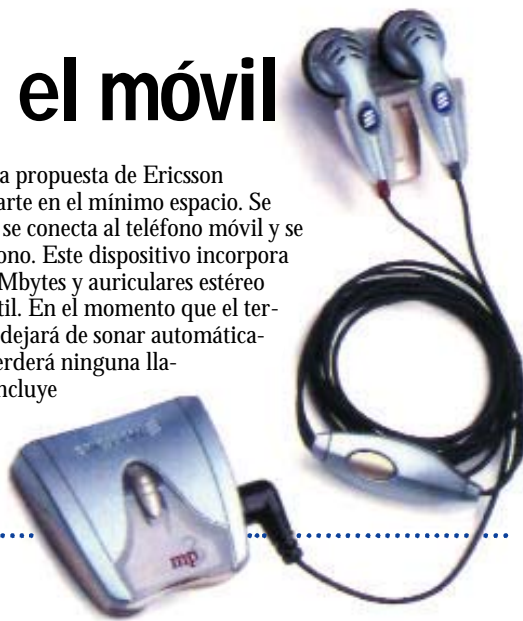 el móvil
a propuesta de Ericsson
arte en el mínimo espacio. Se
se conecta al teléfono móvil y se
ono. Este dispositivo incorpora
Mbytes y auriculares estéreo
til. En el momento que el ter-
dejará de sonar automática-
erderá ninguna lla-
ncluye
mp